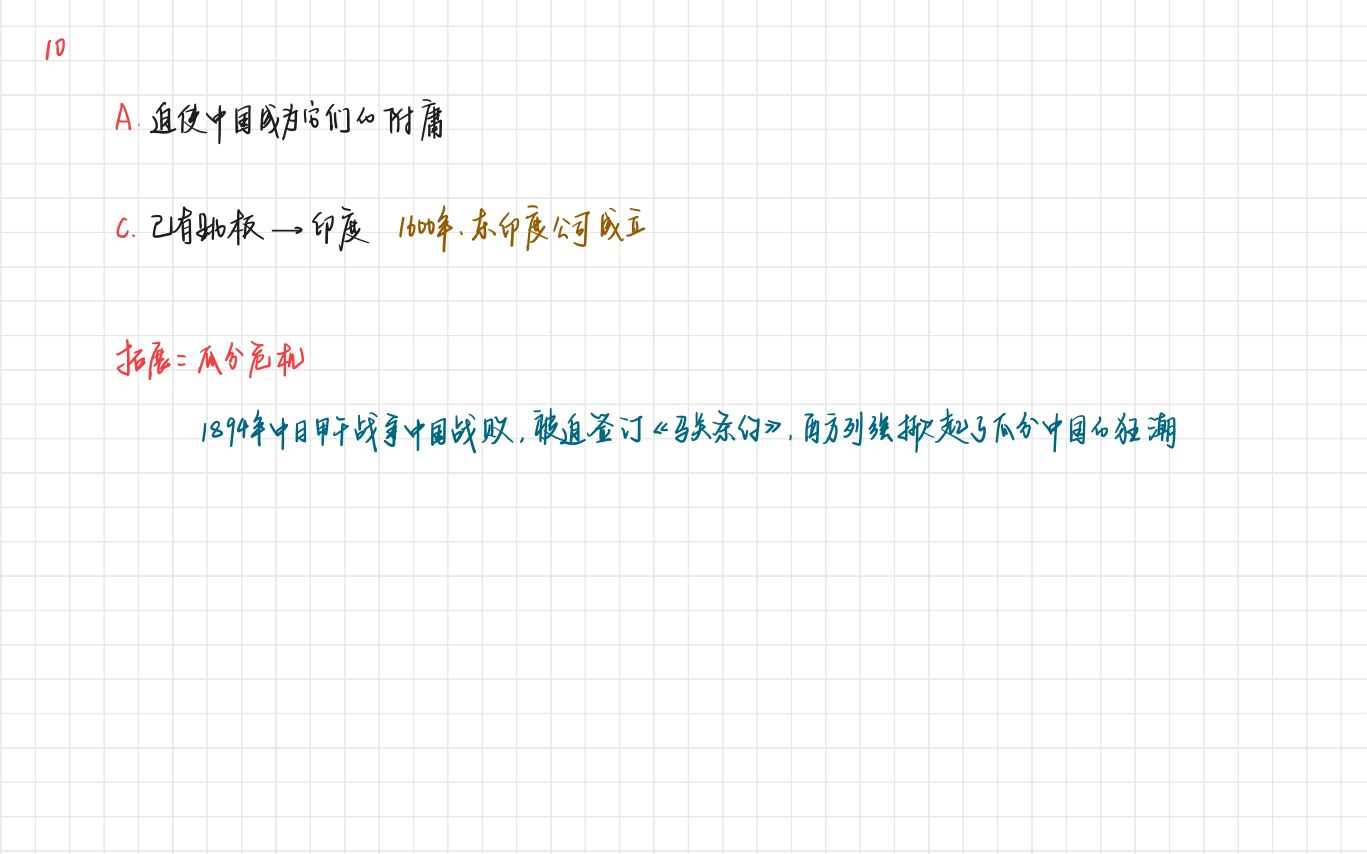 10
A. 迫使中国成为它们的附庸
C. 已有跳板 → 印度 1600年，东印度公司成立
拓展：瓜分危机
1894年中日甲午战争中国战败，被迫签订《马关条约》，西方列强掀起了瓜分中国的狂潮